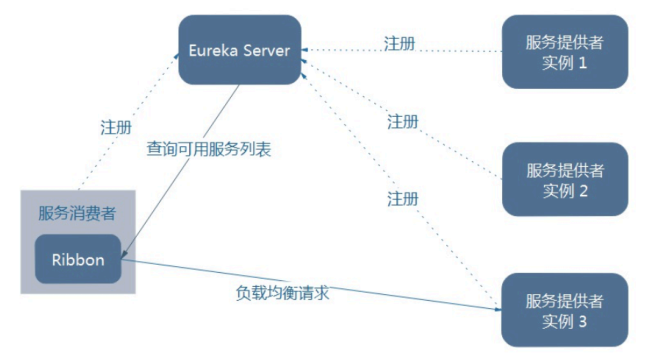 Eureka Server
注册
服务提供者
实例 1
注册
注册
服务提供者
实例 2
查询可用服务列表
注册
服务消费者
Ribbon
负载均衡请求
服务提供者
实例 3